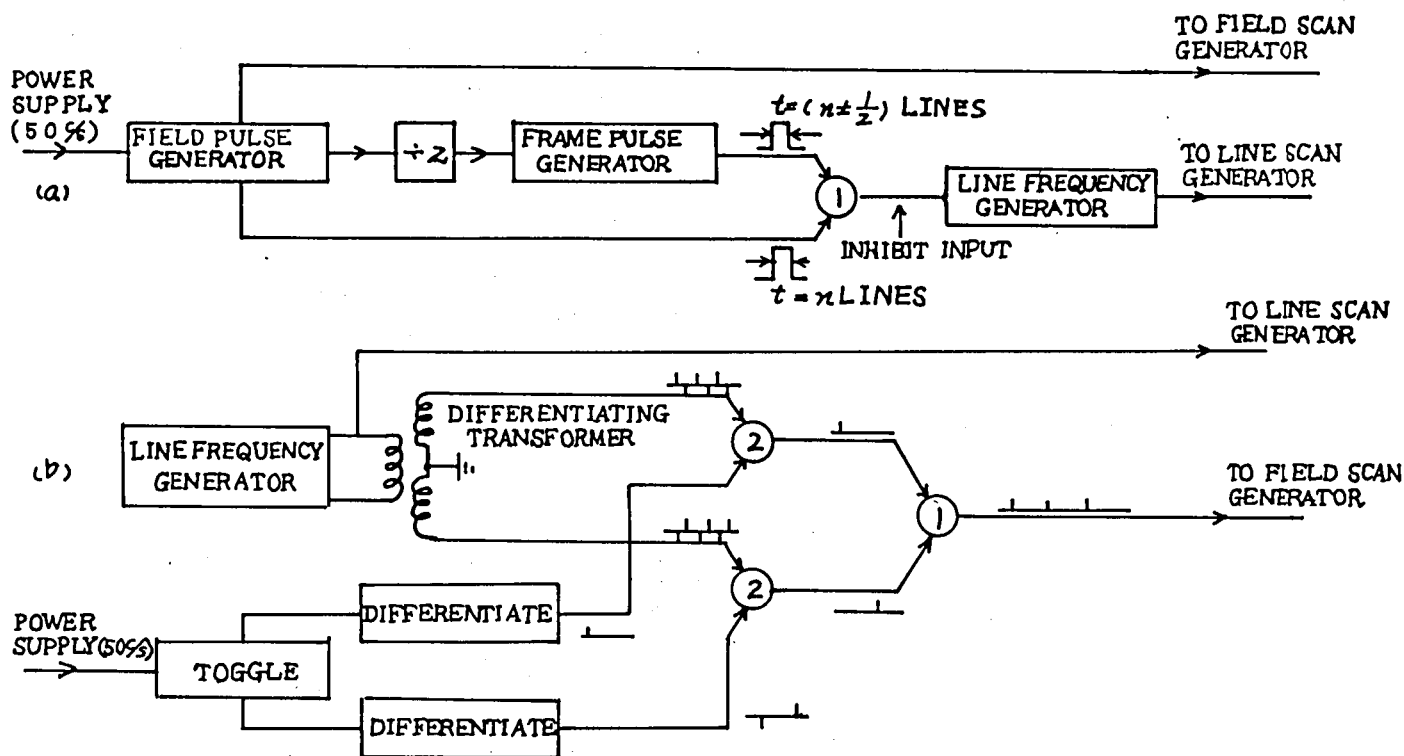 TO FIELD SCAN
GENERATOR
POWER
SUPPLY
(50%)
FIELD PULSE
GENERATOR
÷2
FRAME PULSE
GENERATOR
t=(n±1/2) LINES
1
LINE FREQUENCY
GENERATOR
TO LINE SCAN
GENERATOR
(a)
INHIBIT INPUT
t=n LINES
TO LINE SCAN
GENERATOR
DIFFERENTIATING
TRANSFORMER
LINE FREQUENCY
GENERATOR
(b)
2
1
TO FIELD SCAN
GENERATOR
2
DIFFERENTIATE
POWER
SUPPLY (50c/s)
TOGGLE
DIFFERENTIATE